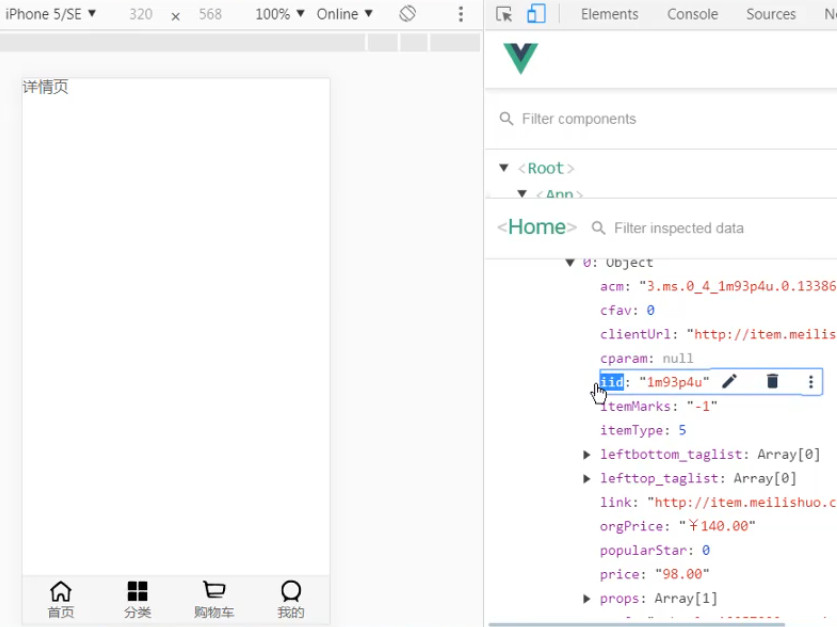 iPhone 5/SE ▼ 320 x 568 100% ▼ Online ▼
Elements Console Sources
Filter components
▼ <Root>
▼ <App>
<Home> Filter inspected data
详情页
▼ 0: Object
acm: "3.ms.0_4_1m93p4u.0.13386
cfav: 0
clientUrl: "http://item.meilis
cparam: null
iid: "1m93p4u"
itemMarks: "-1"
itemType: 5
▶ leftbottom_taglist: Array[0]
▶ lefttop_taglist: Array[0]
link: "http://item.meilishuo.c
orgPrice: "￥140.00"
popularStar: 0
price: "98.00"
▶ props: Array[1]
首页 分类 购物车 我的